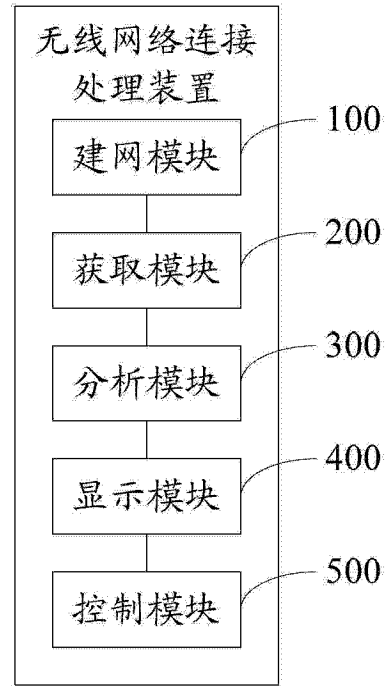 无线网络连接
处理装置
建网模块
100
获取模块
200
分析模块
300
显示模块
400
控制模块
500